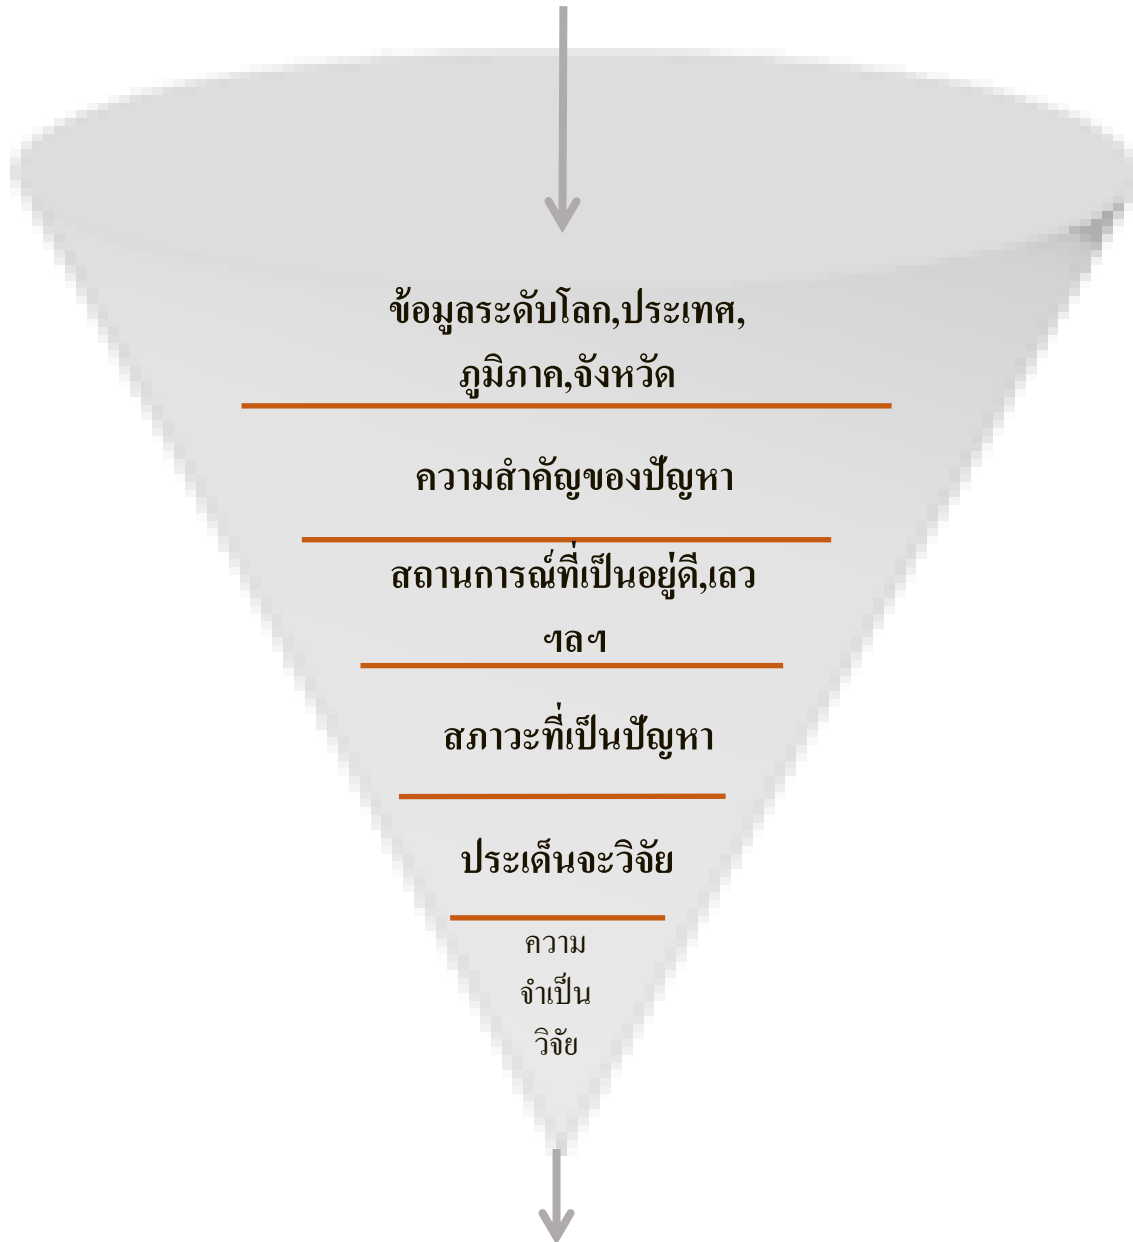 ข้อมูลระดับโลก,ประเทศ,
ภูมิภาค,จังหวัด
ความสำคัญของปัญหา
สถานการณ์ที่เป็นอยู่ดี,เลว
ฯลฯ
สภาวะที่เป็นปัญหา
ประเด็นจะวิจัย
ความ
จำเป็น
วิจัย